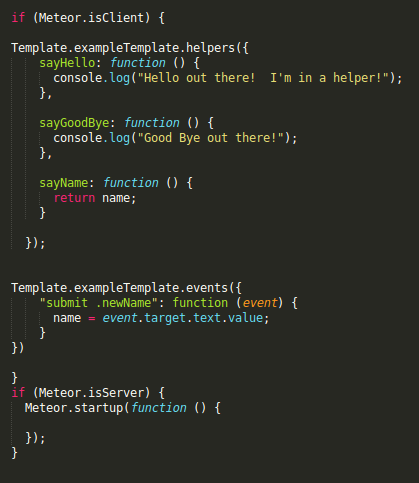 if (Meteor.isClient) {
Template.exampleTemplate.helpers({
sayHello: function () {
console.log("Hello out there!  I'm in a helper!");
},
sayGoodBye: function () {
console.log("Good Bye out there!");
},
sayName: function () {
return name;
}
});
Template.exampleTemplate.events({
"submit .newName": function (event) {
name = event.target.text.value;
}
})
}
if (Meteor.isServer) {
Meteor.startup(function () {
});
}